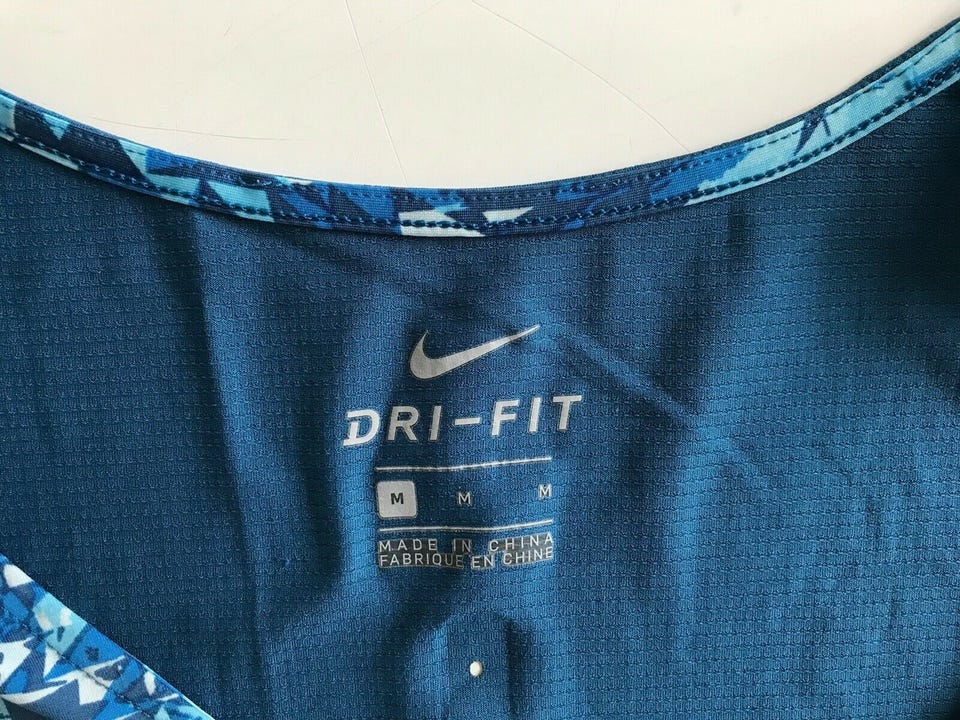 DRI-FIT
M M M
MADE IN CHINA
FABRIQUE EN CHINE